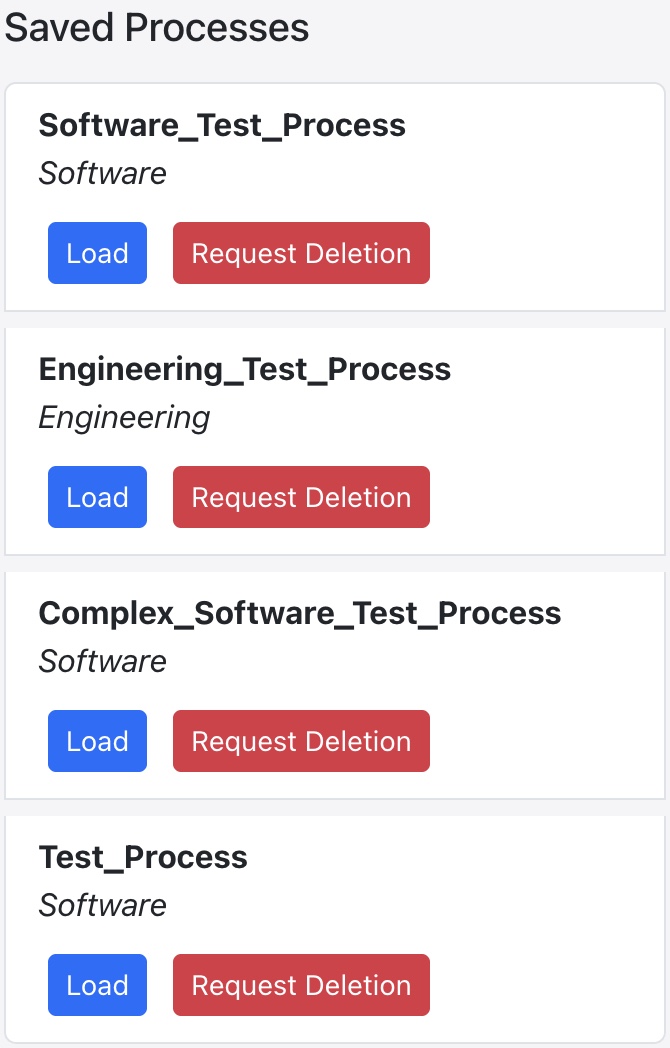 Saved Processes
Software_Test_Process
Software
Load Request Deletion
Engineering_Test_Process
Engineering
Load Request Deletion
Complex_Software_Test_Process
Software
Load Request Deletion
Test_Process
Software
Load Request Deletion